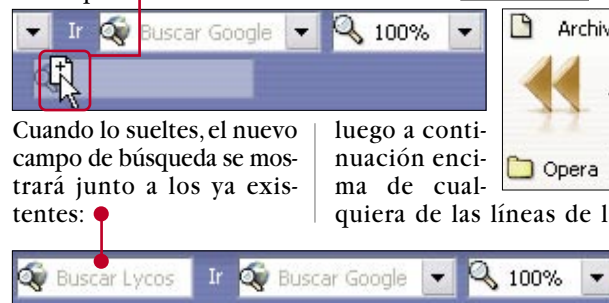 Ir Buscar Google 100%
Archiv
Cuando lo sueltes, el nuevo
campo de búsqueda se mos-
trará junto a los ya exis-
tentes:
luego a conti-
nuación enci-
ma de cual-
quiera de las líneas de l
Opera
Buscar Lycos Ir Buscar Google 100%